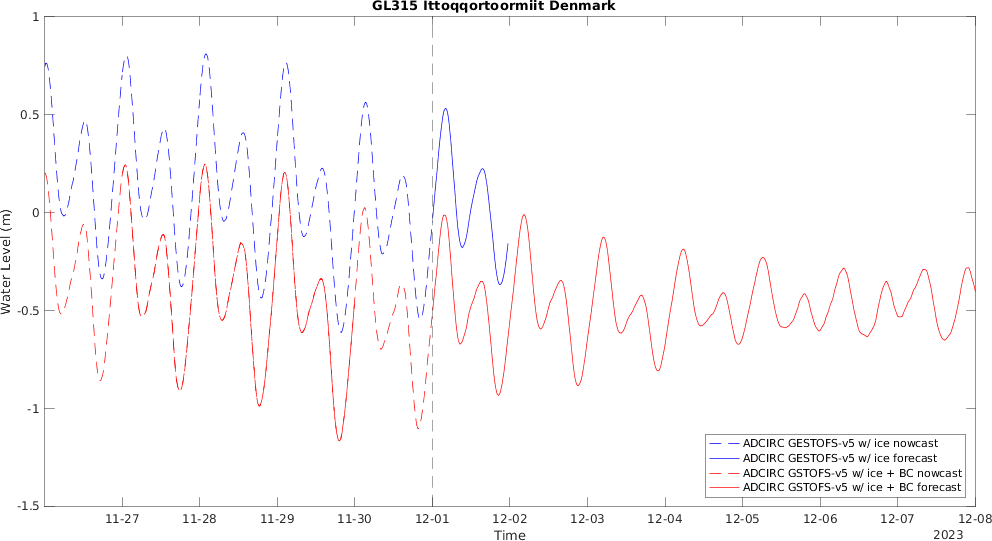 GL315 Ittoqqortoormiit Denmark
1
0.5
0
-0.5
-1
-1.5
Water Level (m)
11-27 11-28 11-29 11-30 12-01 12-02 12-03 12-04 12-05 12-06 12-07 12-08
Time
2023
ADCIRC GESTOFS-v5 w/ ice nowcast
ADCIRC GESTOFS-v5 w/ ice forecast
ADCIRC GSTOFS-v5 w/ ice + BC nowcast
ADCIRC GSTOFS-v5 w/ ice + BC forecast